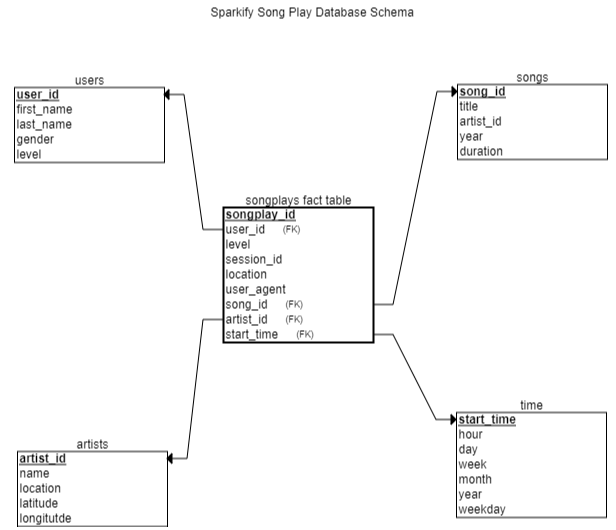 Sparkify Song Play Database Schema
users
user_id
first_name
last_name
gender
level
songs
song_id
title
artist_id
year
duration
songplays fact table
songplay_id
user_id (FK)
level
session_id
location
user_agent
song_id (FK)
artist_id (FK)
start_time (FK)
artists
artist_id
name
location
latitude
longitutde
time
start_time
hour
day
week
month
year
weekday